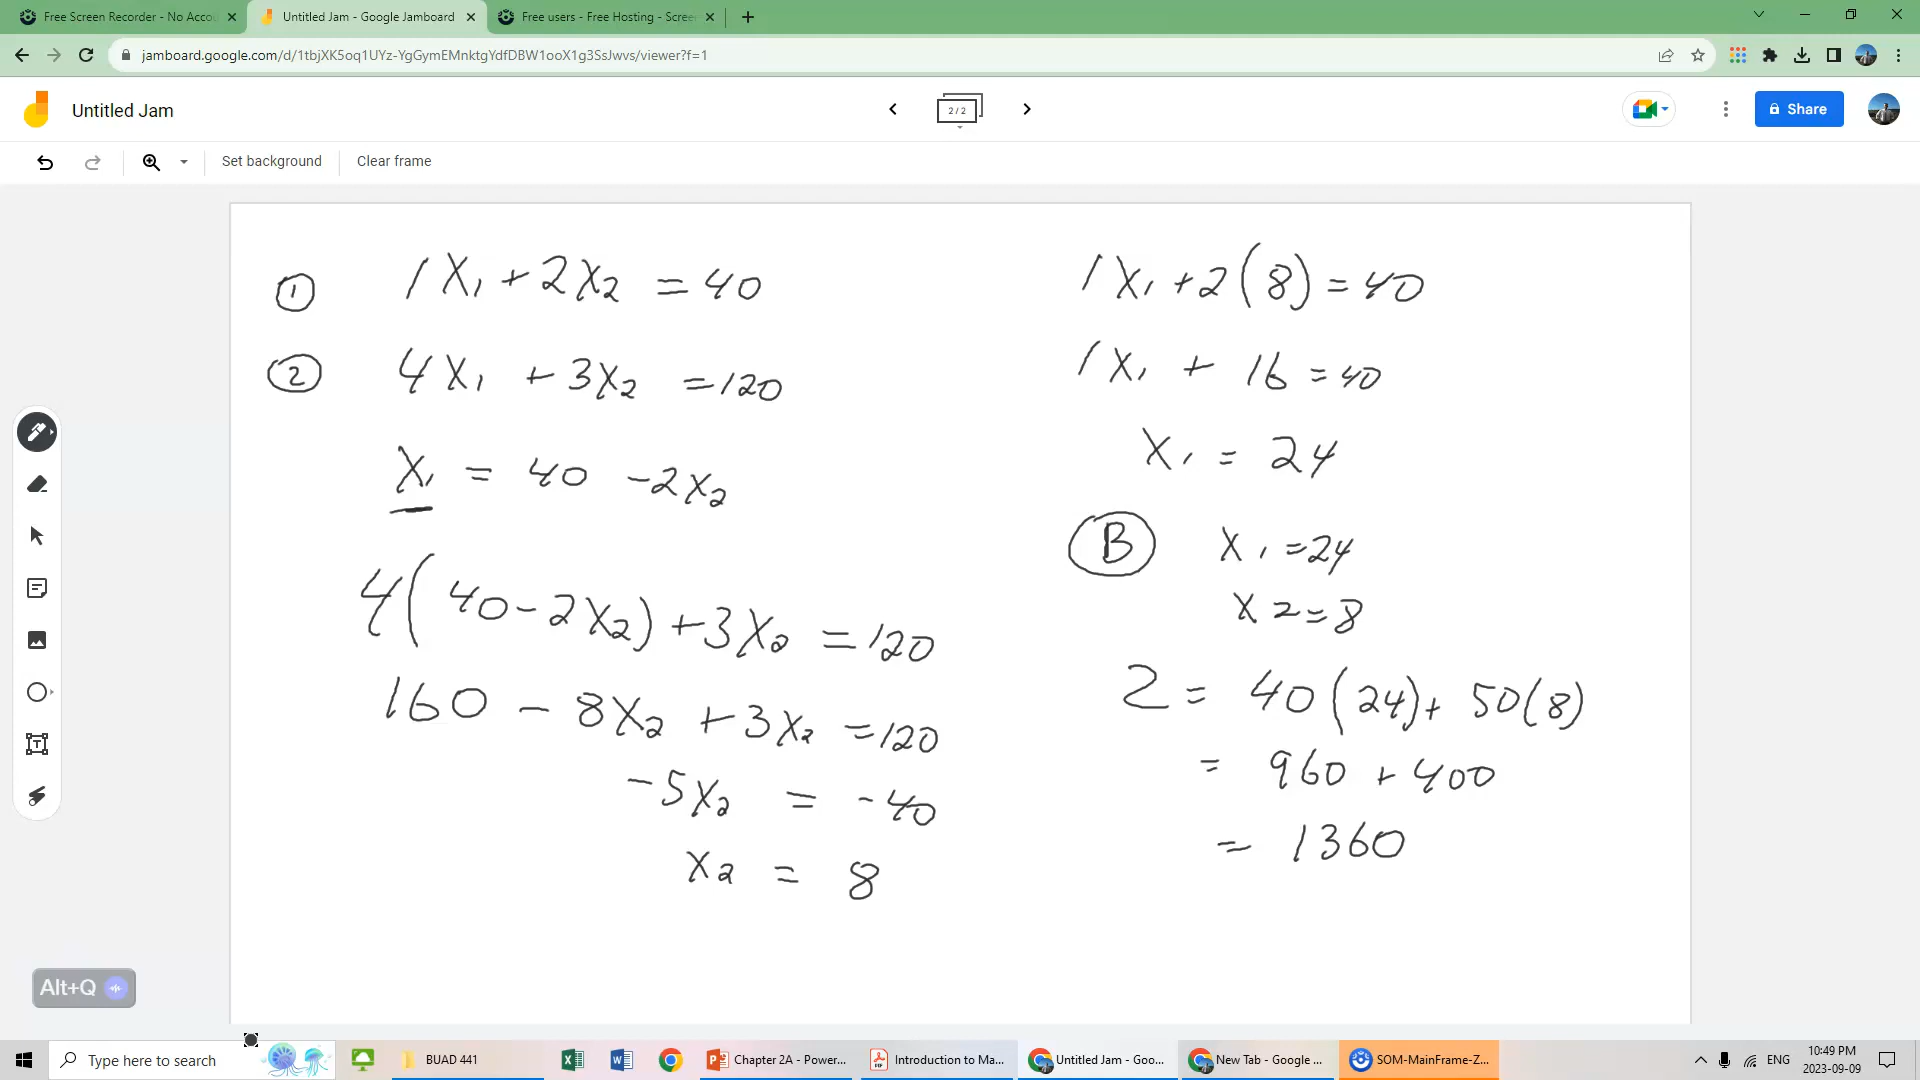 Free Screen Recorder - No Accou
Untitled Jam - Google Jamboard
Free users - Free Hosting - Scree
jamboard.google.com/d/1tbjXK5oq1UYz-YgGymEMnktgYdfDBW1ooX1g3SsJwvs/viewer?f=1
Untitled Jam
2 / 2
Share
Set background
Clear frame
① 1X₁ + 2X₂ = 40
② 4X₁ + 3X₂ = 120
X₁ = 40 - 2X₂
4(40 - 2X₂) + 3X₂ = 120
160 - 8X₂ + 3X₂ = 120
-5X₂ = -40
X₂ = 8
1X₁ + 2(8) = 40
1X₁ + 16 = 40
X₁ = 24
Ⓑ X₁ = 24
X2 = 8
Z = 40(24) + 50(8)
= 960 + 400
= 1360
Alt+Q
Type here to search
BUAD 441
Chapter 2A - Power...
Introduction to Ma...
Untitled Jam - Goo...
New Tab - Google ...
SOM-MainFrame-Z...
ENG
10:49 PM
2023-09-09